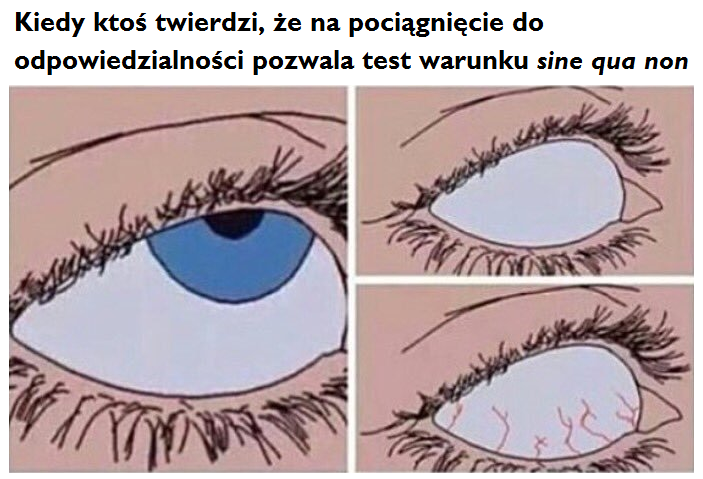 Kiedy ktoś twierdzi, że na pociągnięcie do
odpowiedzialności pozwala test warunku sine qua non